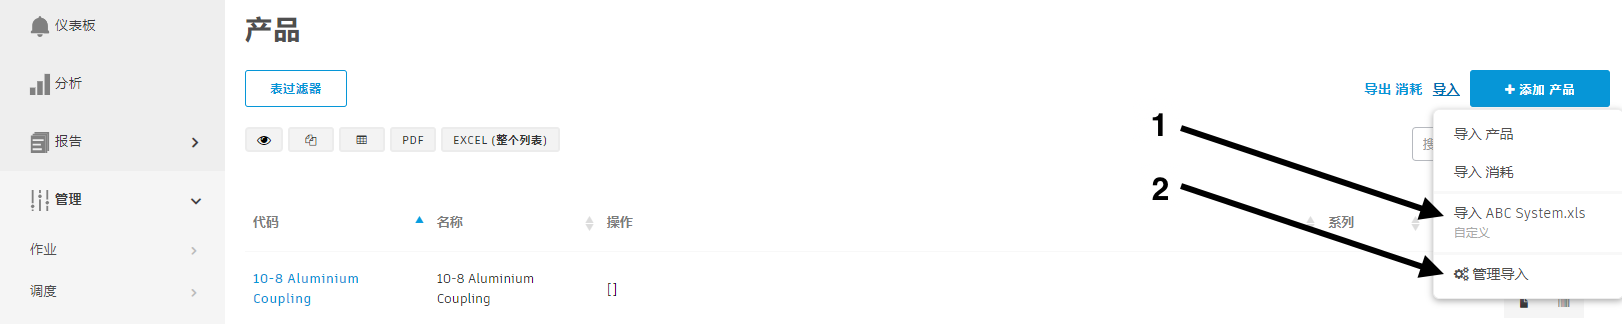 仪表板
分析
报告
管理
作业
调度
产品
表过滤器
导出 消耗 导入
添加 产品
PDF
EXCEL (整个列表)
搜
导入 产品
导入 消耗
导入 ABC System.xls
自定义
管理导入
1
2
代码
名称
操作
系列
10-8 Aluminium
Coupling
10-8 Aluminium
Coupling
[]